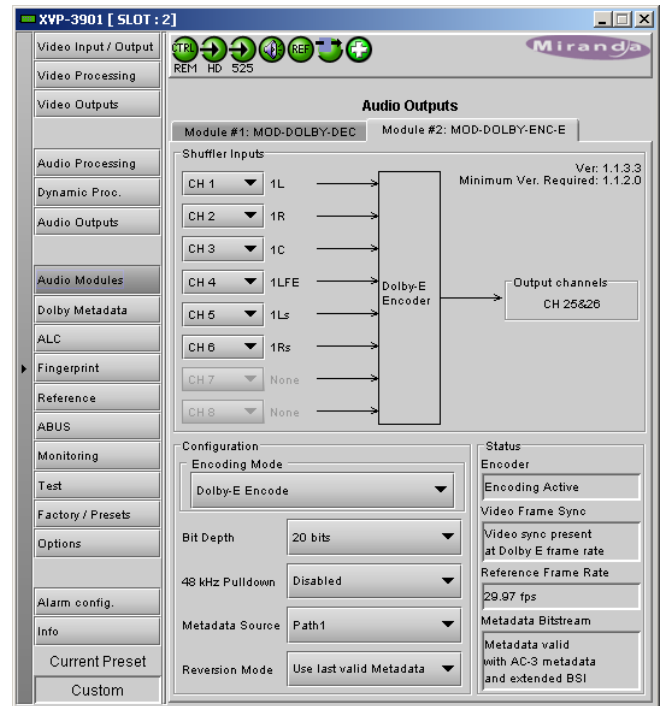 XVP-3901 [ SLOT : 2]
Video Input / Output
Video Processing
Video Outputs
Audio Processing
Dynamic Proc.
Audio Outputs
Audio Modules
Dolby Metadata
ALC
Fingerprint
Reference
ABUS
Monitoring
Test
Factory / Presets
Options
Alarm config.
Info
Current Preset
Custom
CTRL REF
REM HD 525
Miranda
Audio Outputs
Module #1: MOD-DOLBY-DEC Module #2: MOD-DOLBY-ENC-E
Shuffler Inputs
Ver: 1.1.3.3
Minimum Ver. Required: 1.1.2.0
CH 1 1L
CH 2 1R
CH 3 1C
CH 4 1LFE
CH 5 1Ls
CH 6 1Rs
CH 7 None
CH 8 None
Dolby-E
Encoder
Output channels
CH 25&26
Configuration
Encoding Mode
Dolby-E Encode
Bit Depth 20 bits
48 kHz Pulldown Disabled
Metadata Source Path1
Reversion Mode Use last valid Metadata
Status
Encoder
Encoding Active
Video Frame Sync
Video sync present
at Dolby E frame rate
Reference Frame Rate
29.97 fps
Metadata Bitstream
Metadata valid
with AC-3 metadata
and extended BSI